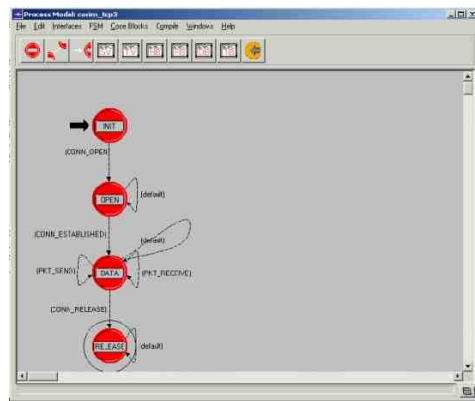 Process Model: cosim_tcp3
File Edit Interfaces FSM Code Blocks Compile Windows Help
INIT
(CONN_OPEN)
OPEN
(default)
(CONN_ESTABLISHED)
(default)
(PKT_SEND)
DATA
(PKT_RECEIVE)
(CONN_RELEASE)
RELEASE
(default)